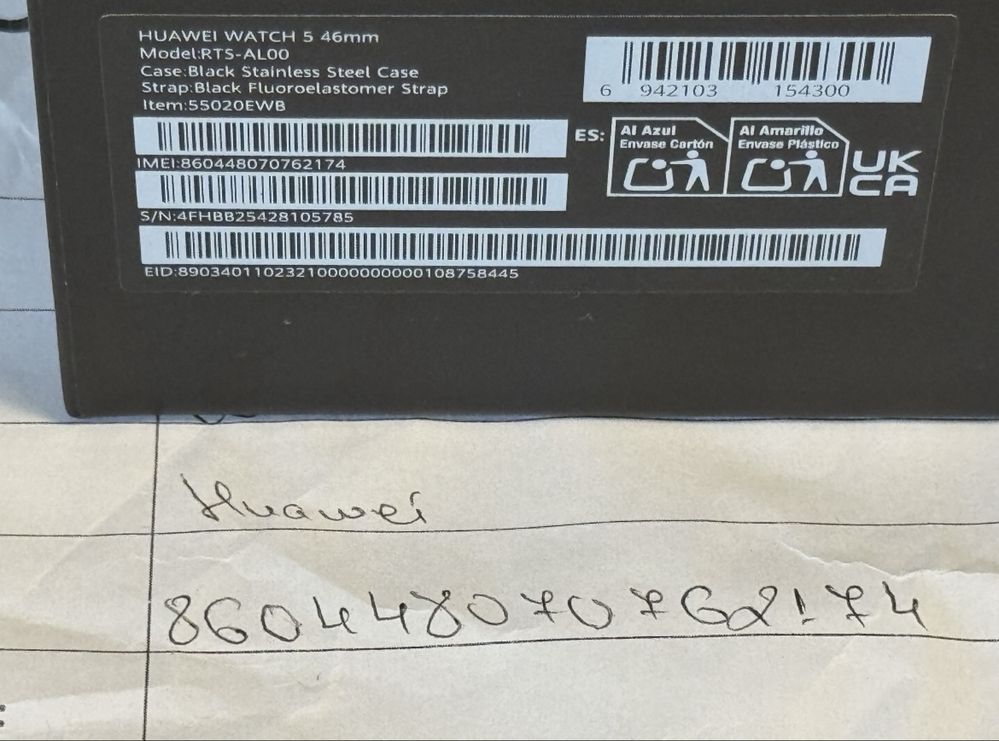 HUAWEI WATCH 5 46mm
Model:RTS-AL00
Case:Black Stainless Steel Case
Strap:Black Fluoroelastomer Strap
Item:55020EWB
6 942103 154300
IMEI:860448070762174
S/N:4FHBB25428105785
EID:89034011023210000000000108758445
ES:
Al Azul
Envase Cartón
Al Amarillo
Envase Plástico
UK
CA
Huawei
860448070762174